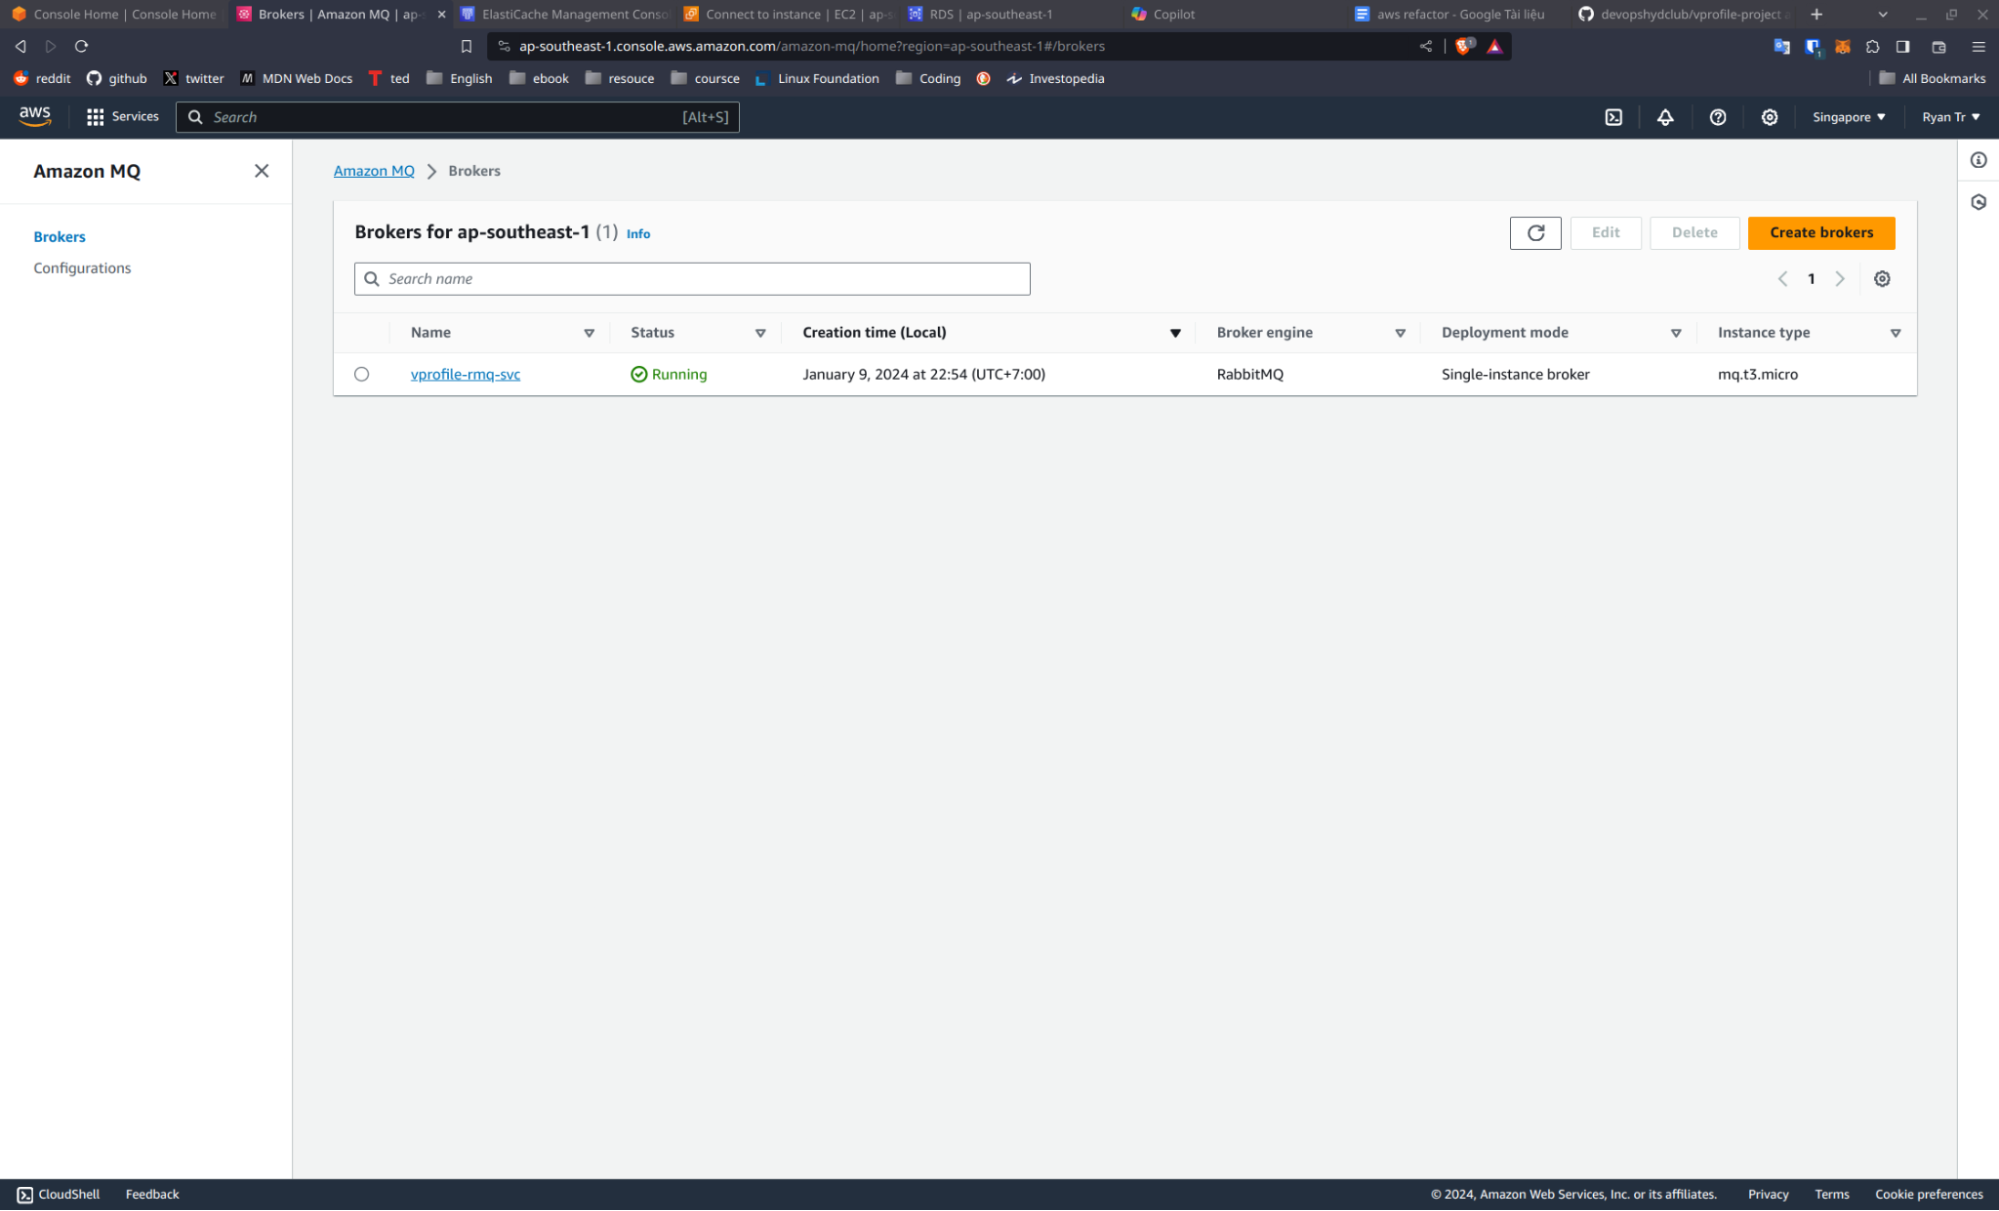 Console Home | Console Home
Brokers | Amazon MQ | ap-
ElastiCache Management Conso
Connect to instance | EC2 | ap-s
RDS | ap-southeast-1
Copilot
aws refactor - Google Tài liệu
devopshydclub/vprofile-project a
ap-southeast-1.console.aws.amazon.com/amazon-mq/home?region=ap-southeast-1#/brokers
reddit
github
twitter
MDN Web Docs
ted
English
ebook
resouce
coursce
Linux Foundation
Coding
Investopedia
All Bookmarks
aws
Services
Search
[Alt+S]
Singapore
Ryan Tr
Amazon MQ
Brokers
Configurations
Amazon MQ > Brokers
Brokers for ap-southeast-1 (1) Info
Edit
Delete
Create brokers
Search name
1
Name Status Creation time (Local) Broker engine Deployment mode Instance type
vprofile-rmq-svc Running January 9, 2024 at 22:54 (UTC+7:00) RabbitMQ Single-instance broker mq.t3.micro
CloudShell Feedback © 2024, Amazon Web Services, Inc. or its affiliates. Privacy Terms Cookie preferences